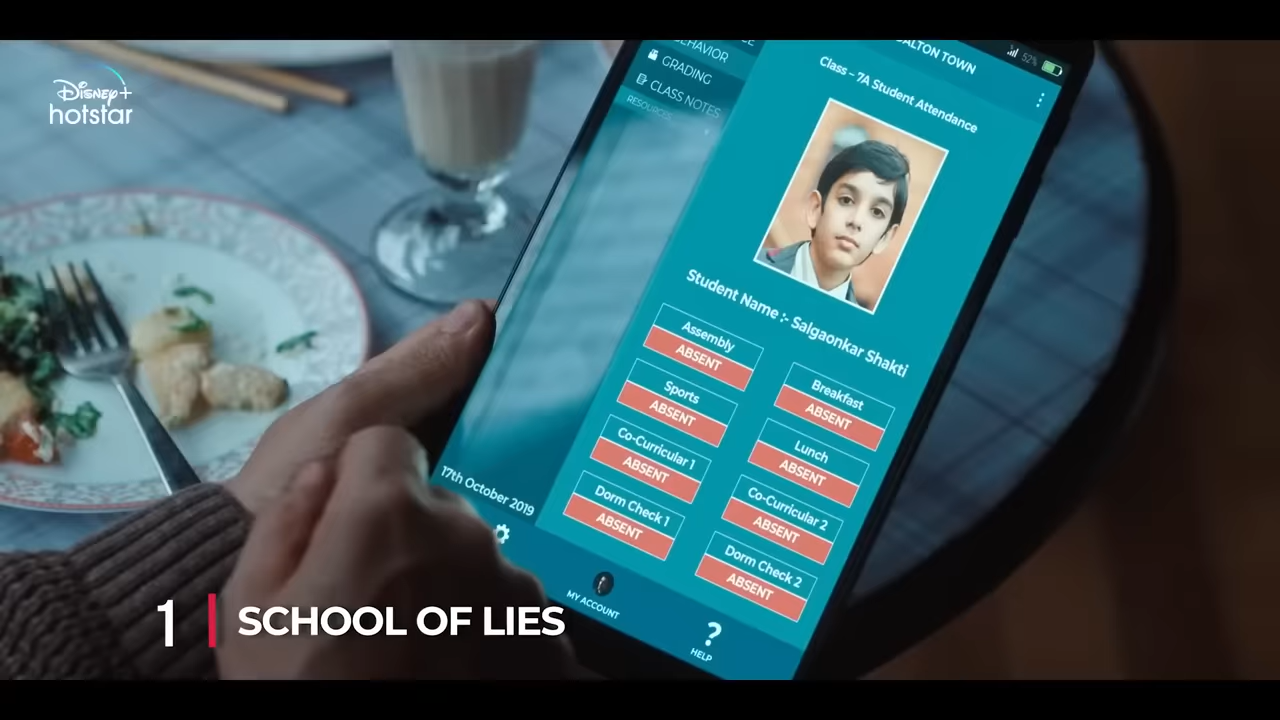 Disney+
hotstar
BEHAVIOR
GRADING
CLASS NOTES
RESOURCES
DALTON TOWN
52%
Class – 7A Student Attendance
Student Name :- Salgaonkar Shakti
Assembly
ABSENT
Breakfast
ABSENT
Sports
ABSENT
Lunch
ABSENT
Co-Curricular 1
ABSENT
Co-Curricular 2
ABSENT
Dorm Check 1
ABSENT
Dorm Check 2
ABSENT
17th October 2019
MY ACCOUNT
?
HELP
1 | SCHOOL OF LIES